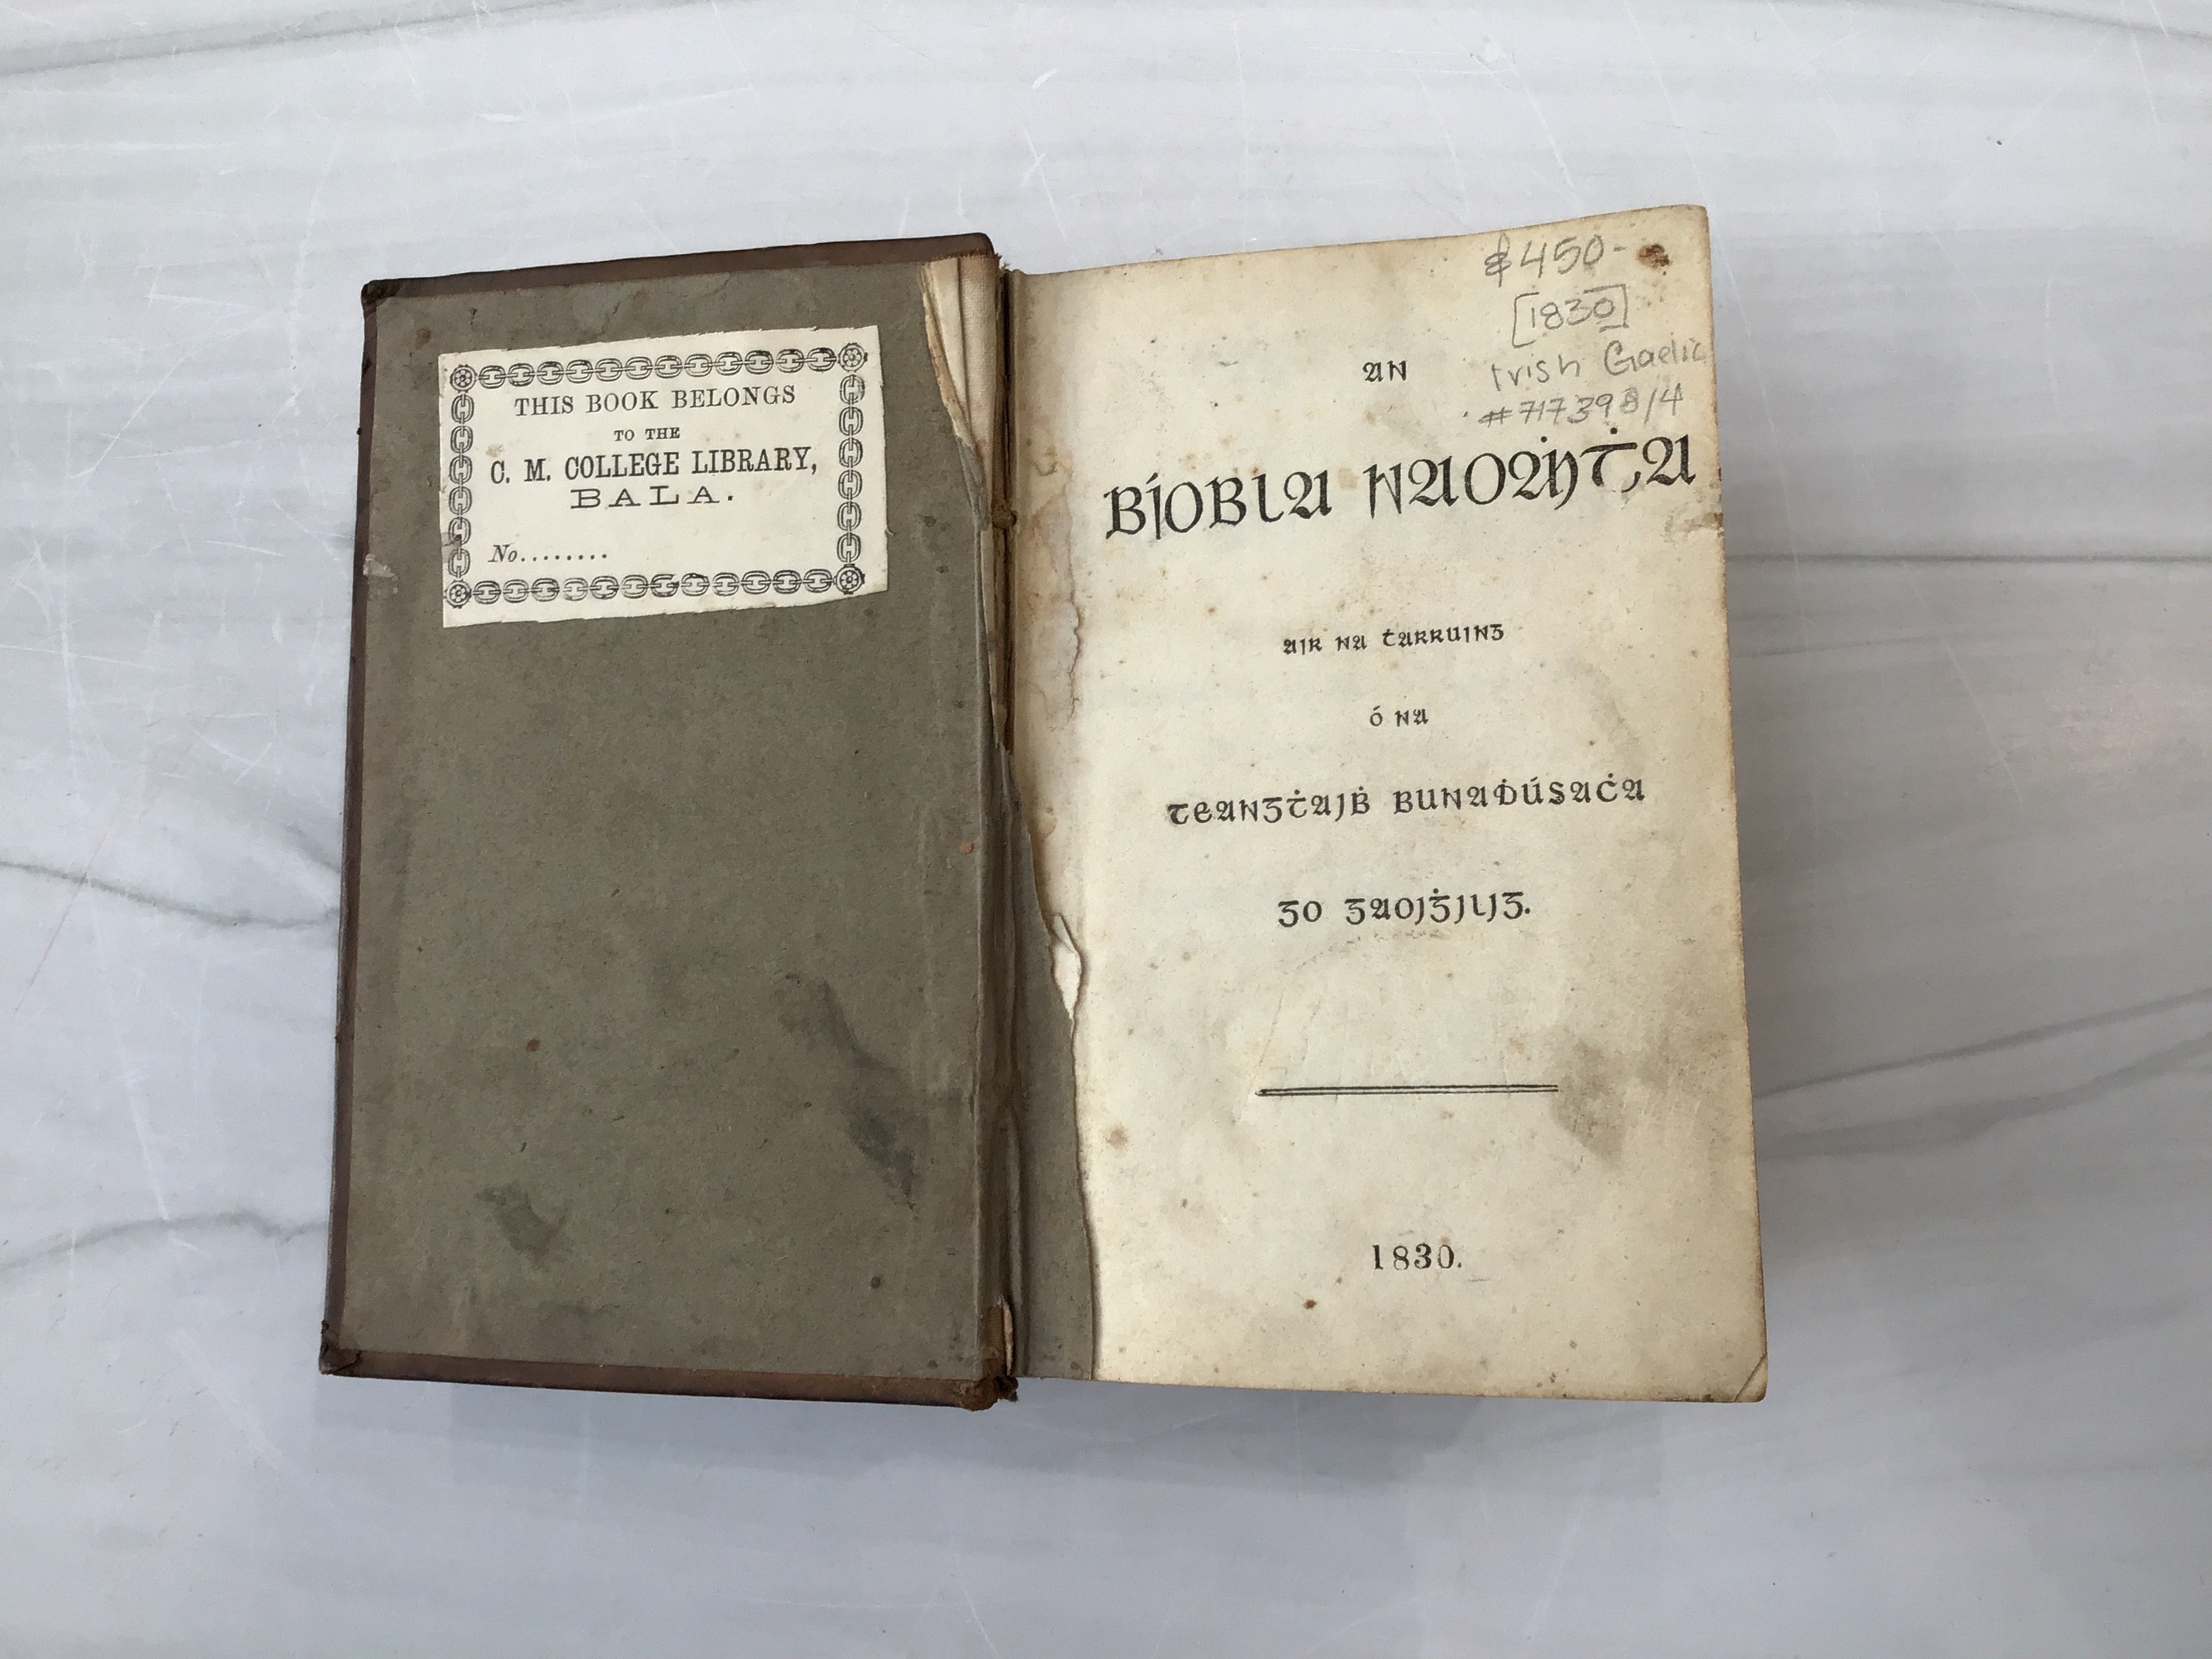 THIS BOOK BELONGS
TO THE
C. M. COLLEGE LIBRARY,
BALA.
No........
$450-
[1830]
Irish Gaelic
#717398/4
AN
BÍOBLA NAOṀṪA
AIR NA ṪARRUING
Ó NA
TEANGṪAIḂ BUNAḊÚSAĊA
GO GAOIĠILIG.
1830.